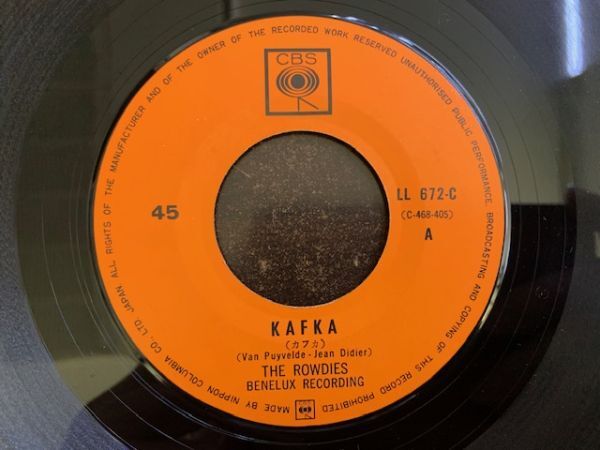 ALL RIGHTS OF THE MANUFACTURER AND OF THE OWNER OF THE RECORDED WORK RESERVED UNAUTHORISED PUBLIC PERFORMANCE, BROADCASTING AND COPYING OF THIS RECORD PROHIBITED
MADE BY NIPPON COLUMBIA CO., LTD. JAPAN
CBS
45
LL 672-C
(C-468-405)
A
KAFKA
(カフカ)
(Van Puyvelde-Jean Didier)
THE ROWDIES
BENELUX RECORDING